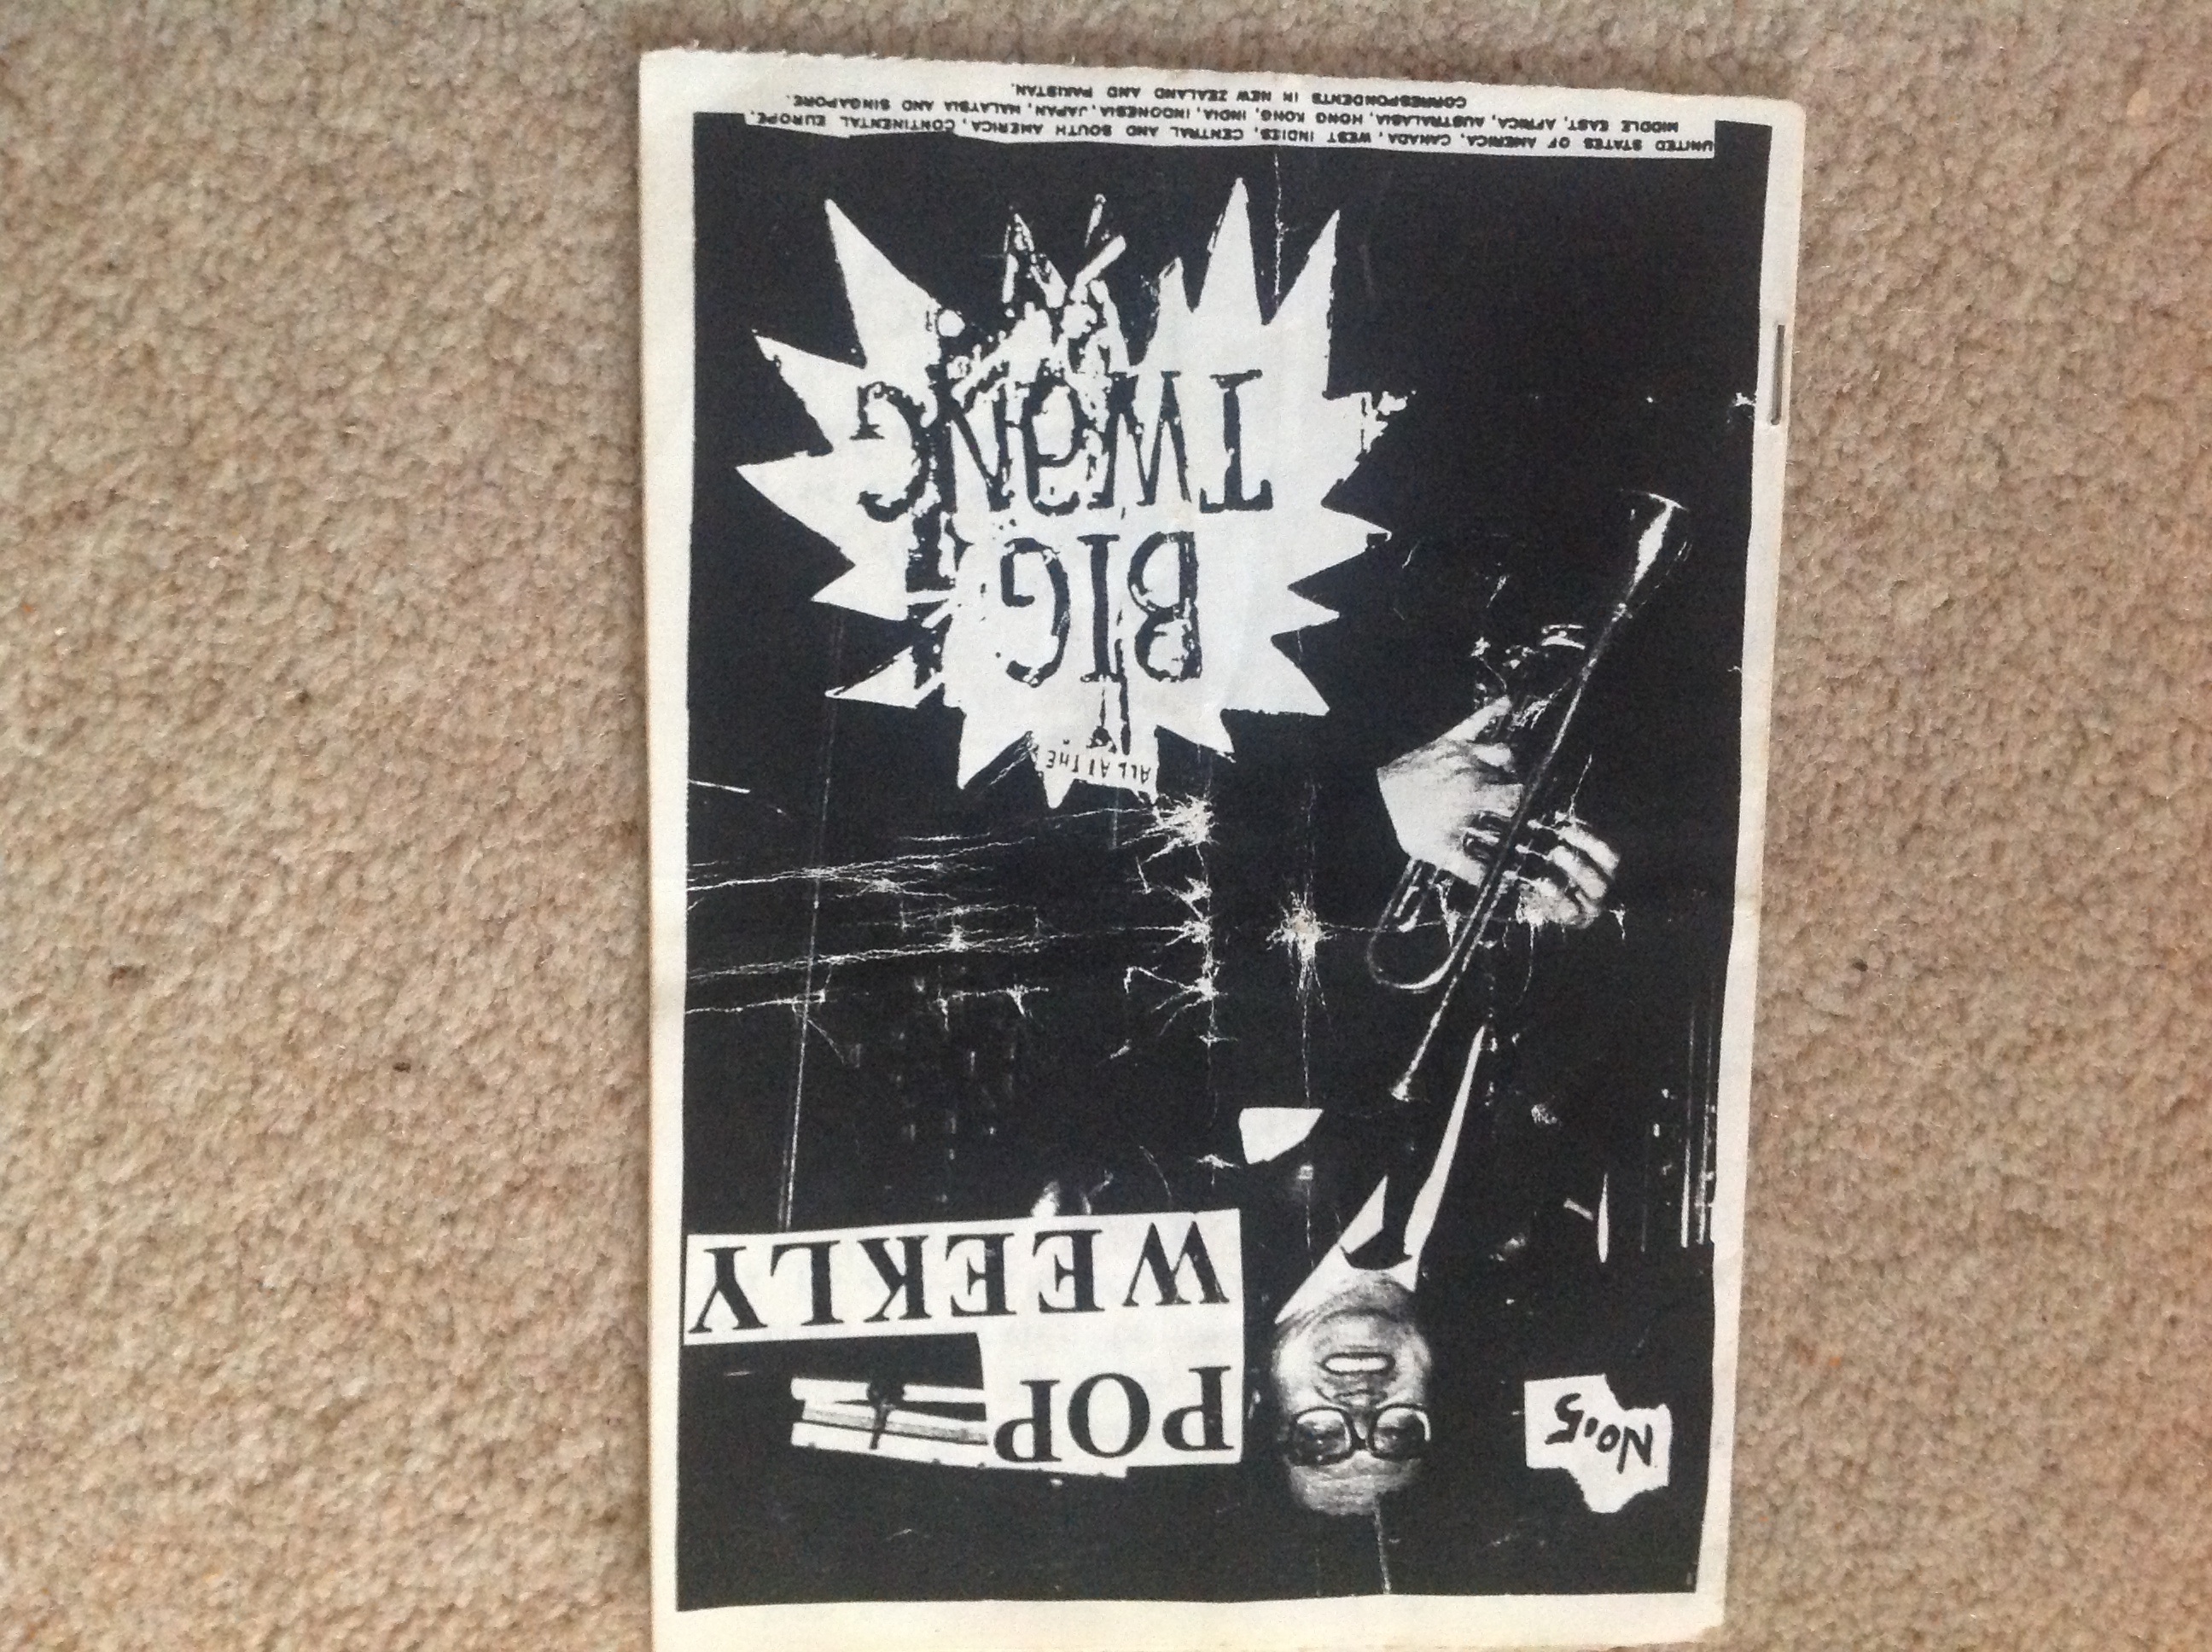 No.5
POP
WEEKLY
ALL AT THE
BIG
TWANG
UNITED STATES OF AMERICA, CANADA, WEST INDIES, CENTRAL AND SOUTH AMERICA, CONTINENTAL EUROPE,
MIDDLE EAST, AFRICA, AUSTRALASIA, HONG KONG, INDIA, INDONESIA, JAPAN, MALAYSIA AND SINGAPORE.
CORRESPONDENTS IN NEW ZEALAND AND PAKISTAN.